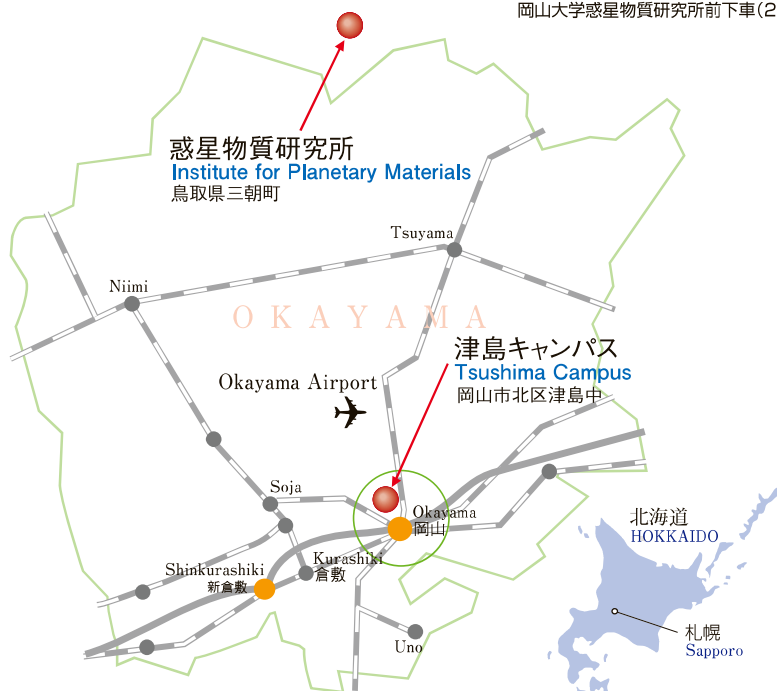 岡山大学惑星物質研究所前下車(2
惑星物質研究所
Institute for Planetary Materials
鳥取県三朝町
Tsuyama
Niimi
OKAYAMA
津島キャンパス
Tsushima Campus
岡山市北区津島中
Okayama Airport
Soja
Okayama
岡山
北海道
HOKKAIDO
Kurashiki
倉敷
Shinkurashiki
新倉敷
Uno
札幌
Sapporo